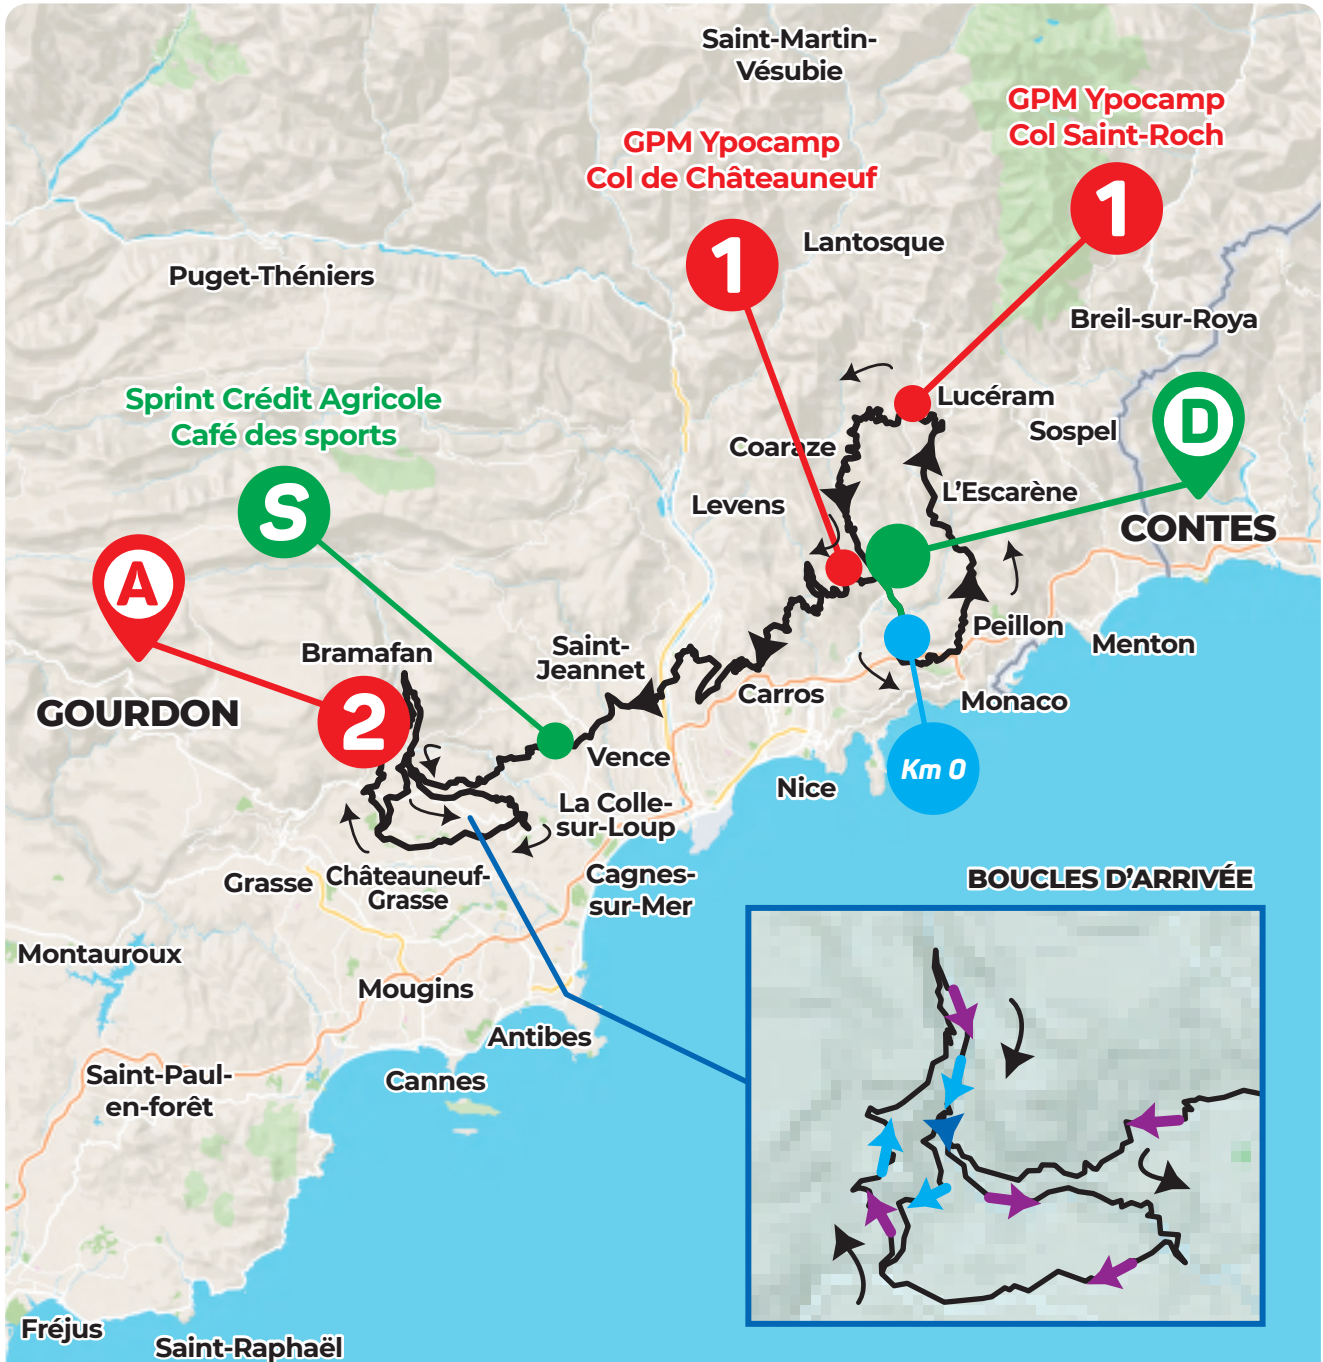 Saint-Martin-
Vésubie
GPM Ypocamp
Col Saint-Roch
1
GPM Ypocamp
Col de Châteauneuf
1
Lantosque
Puget-Théniers
Breil-sur-Roya
Sprint Crédit Agricole
Café des sports
S
Lucéram
Sospel
D
CONTES
Coaraze
L'Escarène
Levens
A
GOURDON
Bramafan
2
Saint-
Jeannet
Peillon
Menton
Carros
Monaco
Vence
Km 0
Nice
La Colle-
sur-Loup
Grasse
Châteauneuf-
Grasse
Cagnes-
sur-Mer
BOUCLES D'ARRIVÉE
Montauroux
Mougins
Antibes
Cannes
Saint-Paul-
en-forêt
Fréjus
Saint-Raphaël